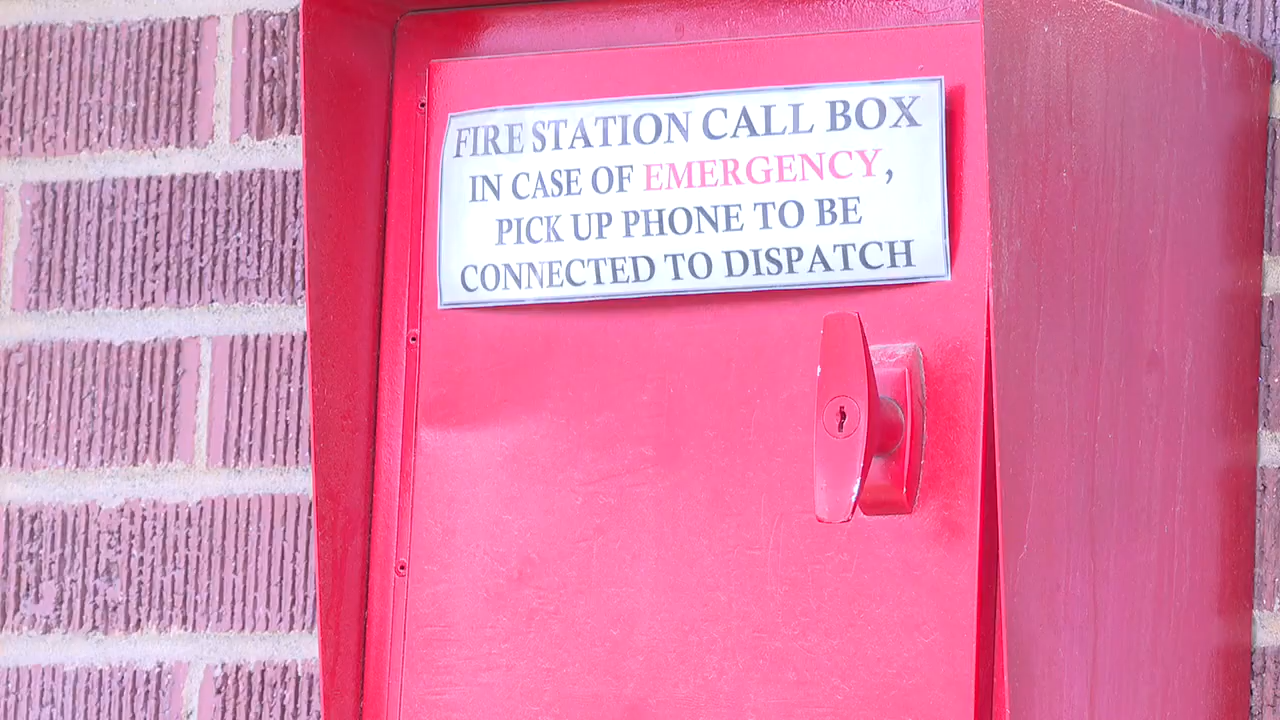 FIRE STATION CALL BOX
IN CASE OF EMERGENCY,
PICK UP PHONE TO BE
CONNECTED TO DISPATCH